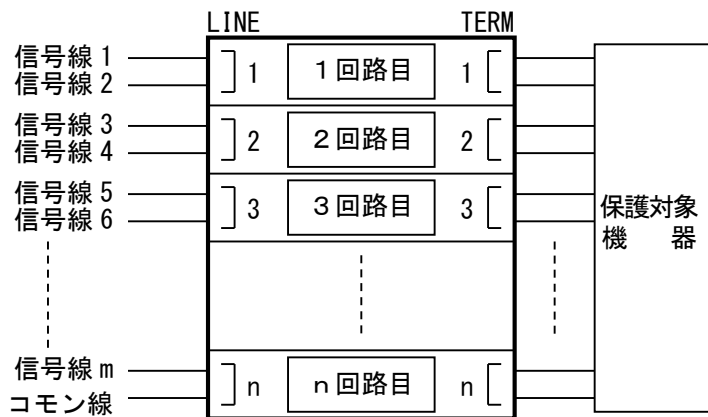 LINE TERM
信号線1
信号線2
1 1回路目 1
信号線3
信号線4
2 2回路目 2
信号線5
信号線6
3 3回路目 3
保護対象
機 器
信号線m
コモン線
n n回路目 n